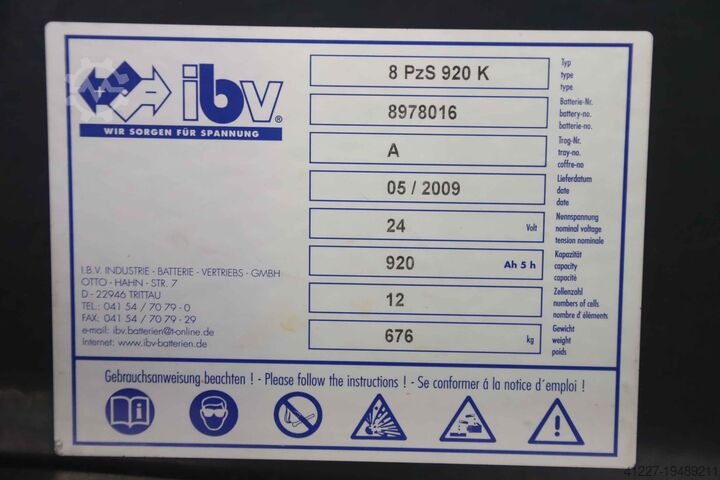 ibv®
WIR SORGEN FÜR SPANNUNG
I.B.V. INDUSTRIE - BATTERIE - VERTRIEBS - GMBH
OTTO - HAHN - STR. 7
D - 22946 TRITTAU
TEL.: 041 54 / 70 79 - 0
FAX: 041 54 / 70 79 - 29
e-mail: ibv.batterien@t-online.de
Internet: www.ibv-batterien.de
8 PzS 920 K
Typ
type
type
8978016
Batterie-Nr.
battery-no.
batterie-no.
A
Trog-Nr.
tray-no.
coffre-no
05 / 2009
Lieferdatum
date
date
24 Volt
Nennspannung
nominal voltage
tension nominale
920 Ah 5 h
Kapazität
capacity
capacité
12
Zellenzahl
numbers of cells
nombre d´éléments
676 kg
Gewicht
weight
poids
Gebrauchsanweisung beachten ! - Please follow the instructions ! - Se conformer á la notice d´emploi !
41227-19489211